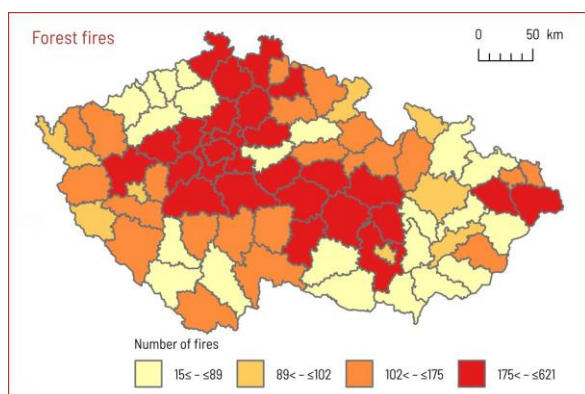 Forest fires
0 50 km
Number of fires
15≤ – ≤89 89< – ≤102 102< – ≤175 175< – ≤621